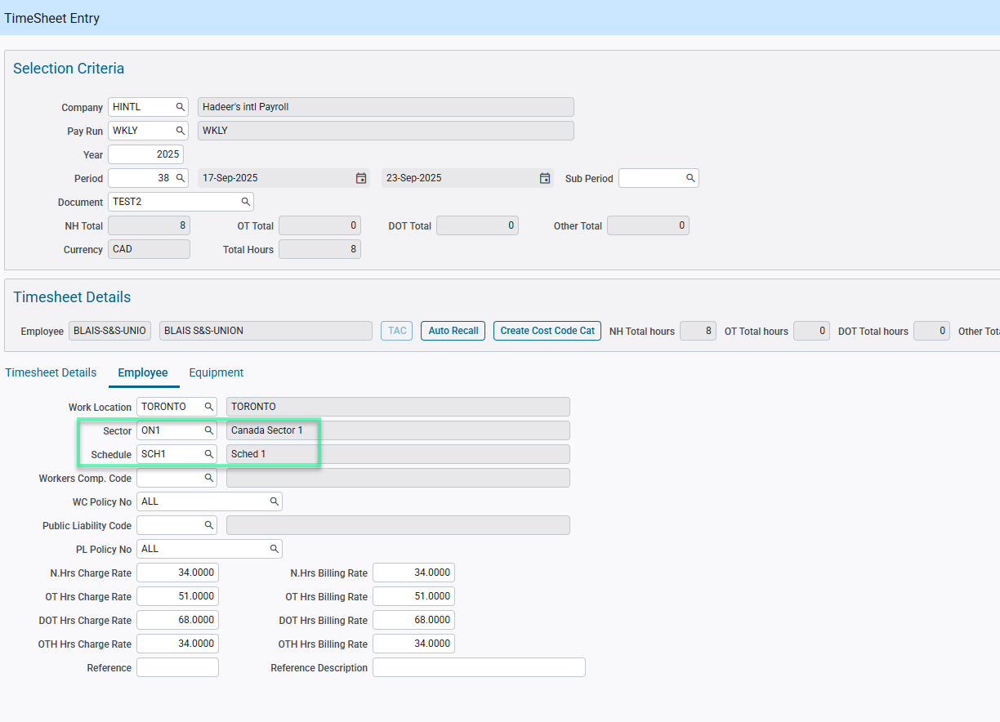 TimeSheet Entry
Selection Criteria
Company HINTL Hadeer's intl Payroll
Pay Run WKLY WKLY
Year 2025
Period 38 17-Sep-2025 23-Sep-2025 Sub Period
Document TEST2
NH Total 8 OT Total 0 DOT Total 0 Other Total 0
Currency CAD Total Hours 8
Timesheet Details
Employee BLAIS-S&S-UNIO BLAIS S&S-UNION TAC Auto Recall Create Cost Code Cat NH Total hours 8 OT Total hours 0 DOT Total hours 0 Other Tot
Timesheet Details Employee Equipment
Work Location TORONTO TORONTO
Sector ON1 Canada Sector 1
Schedule SCH1 Sched 1
Workers Comp. Code
WC Policy No ALL
Public Liability Code
PL Policy No ALL
N.Hrs Charge Rate 34.0000 N.Hrs Billing Rate 34.0000
OT Hrs Charge Rate 51.0000 OT Hrs Billing Rate 51.0000
DOT Hrs Charge Rate 68.0000 DOT Hrs Billing Rate 68.0000
OTH Hrs Charge Rate 34.0000 OTH Hrs Billing Rate 34.0000
Reference Reference Description